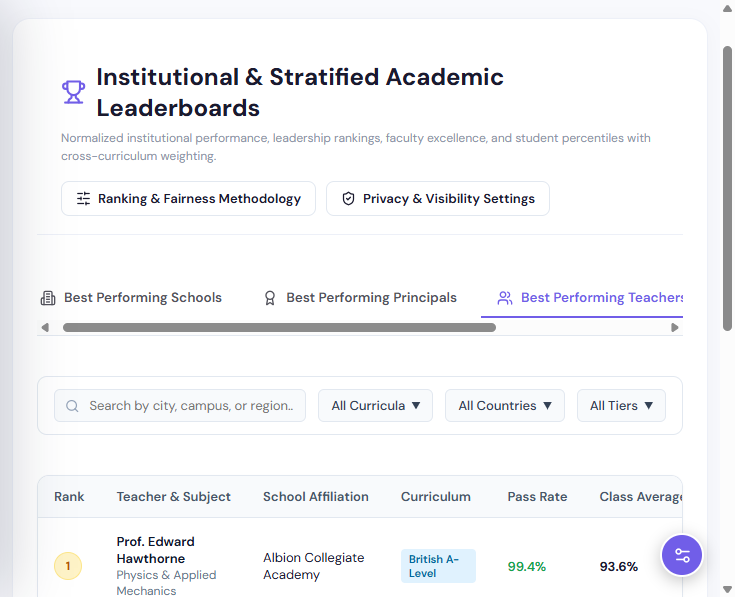 Institutional & Stratified Academic
Leaderboards
Normalized institutional performance, leadership rankings, faculty excellence, and student percentiles with
cross-curriculum weighting.
Ranking & Fairness Methodology
Privacy & Visibility Settings
Best Performing Schools
Best Performing Principals
Best Performing Teachers
Search by city, campus, or region..
All Curricula ▼
All Countries ▼
All Tiers ▼
Rank
Teacher & Subject
School Affiliation
Curriculum
Pass Rate
Class Average
1
Prof. Edward
Hawthorne
Physics & Applied
Mechanics
Albion Collegiate
Academy
British A-
Level
99.4%
93.6%